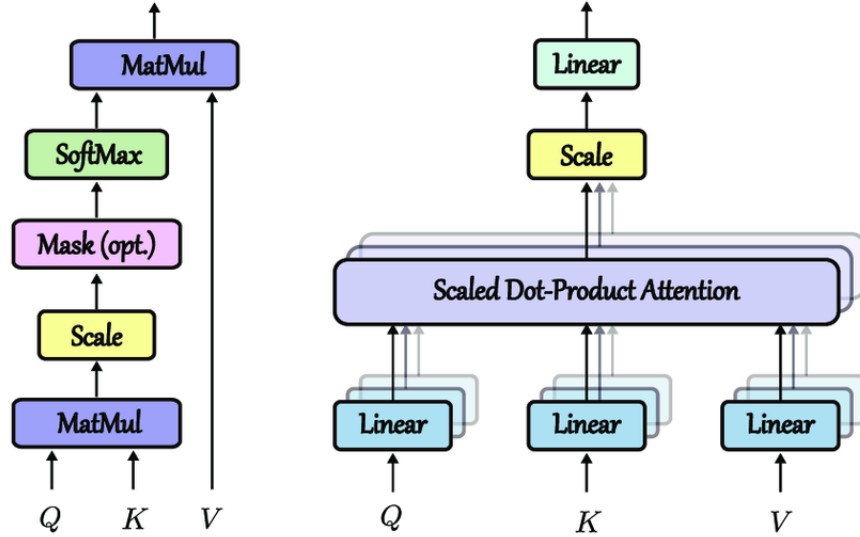 MatMul
SoftMax
Mask (opt.)
Scale
MatMul
Q K V
Linear
Scale
Scaled Dot-Product Attention
Linear Linear Linear
Q K V